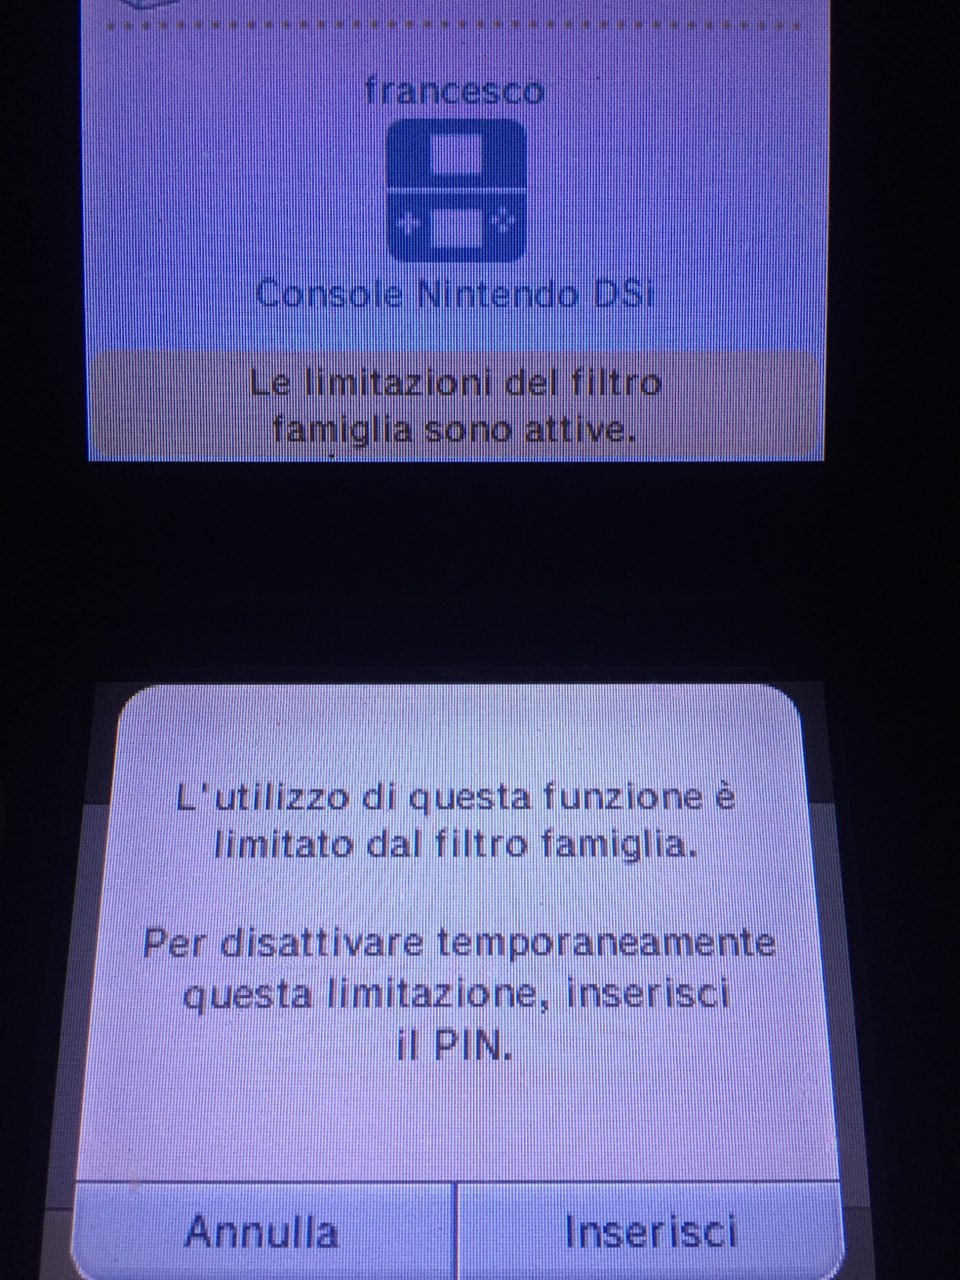 francesco
Console Nintendo DSi
Le limitazioni del filtro
famiglia sono attive.
L'utilizzo di questa funzione è
limitato dal filtro famiglia.
Per disattivare temporaneamente
questa limitazione, inserisci
il PIN.
Annulla
Inserisci